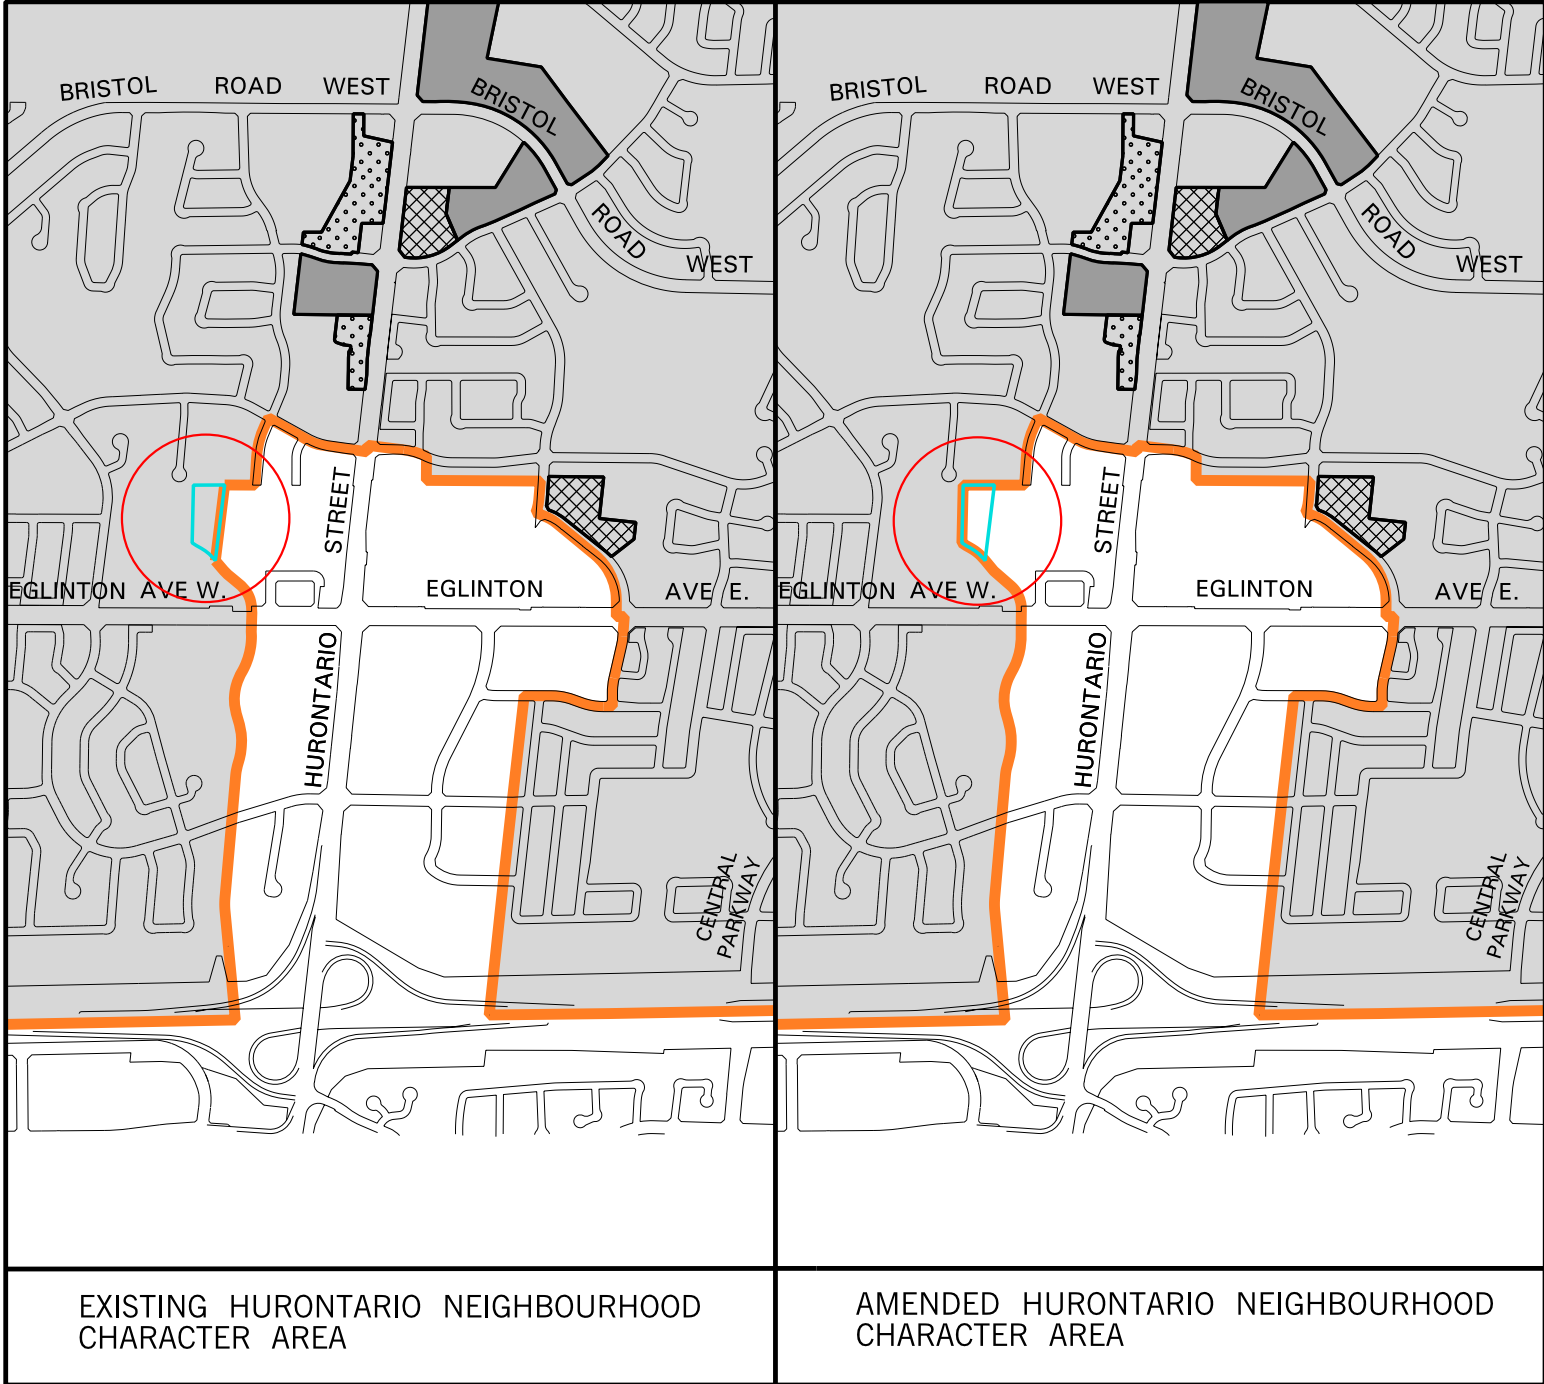 BRISTOL ROAD WEST
BRISTOL
ROAD
WEST
STREET
EGLINTON AVE W.
EGLINTON
AVE E.
HURONTARIO
CENTRAL
PARKWAY
EXISTING HURONTARIO NEIGHBOURHOOD
CHARACTER AREA
BRISTOL ROAD WEST
BRISTOL
ROAD
WEST
STREET
EGLINTON AVE W.
EGLINTON
AVE E.
HURONTARIO
CENTRAL
PARKWAY
AMENDED HURONTARIO NEIGHBOURHOOD
CHARACTER AREA